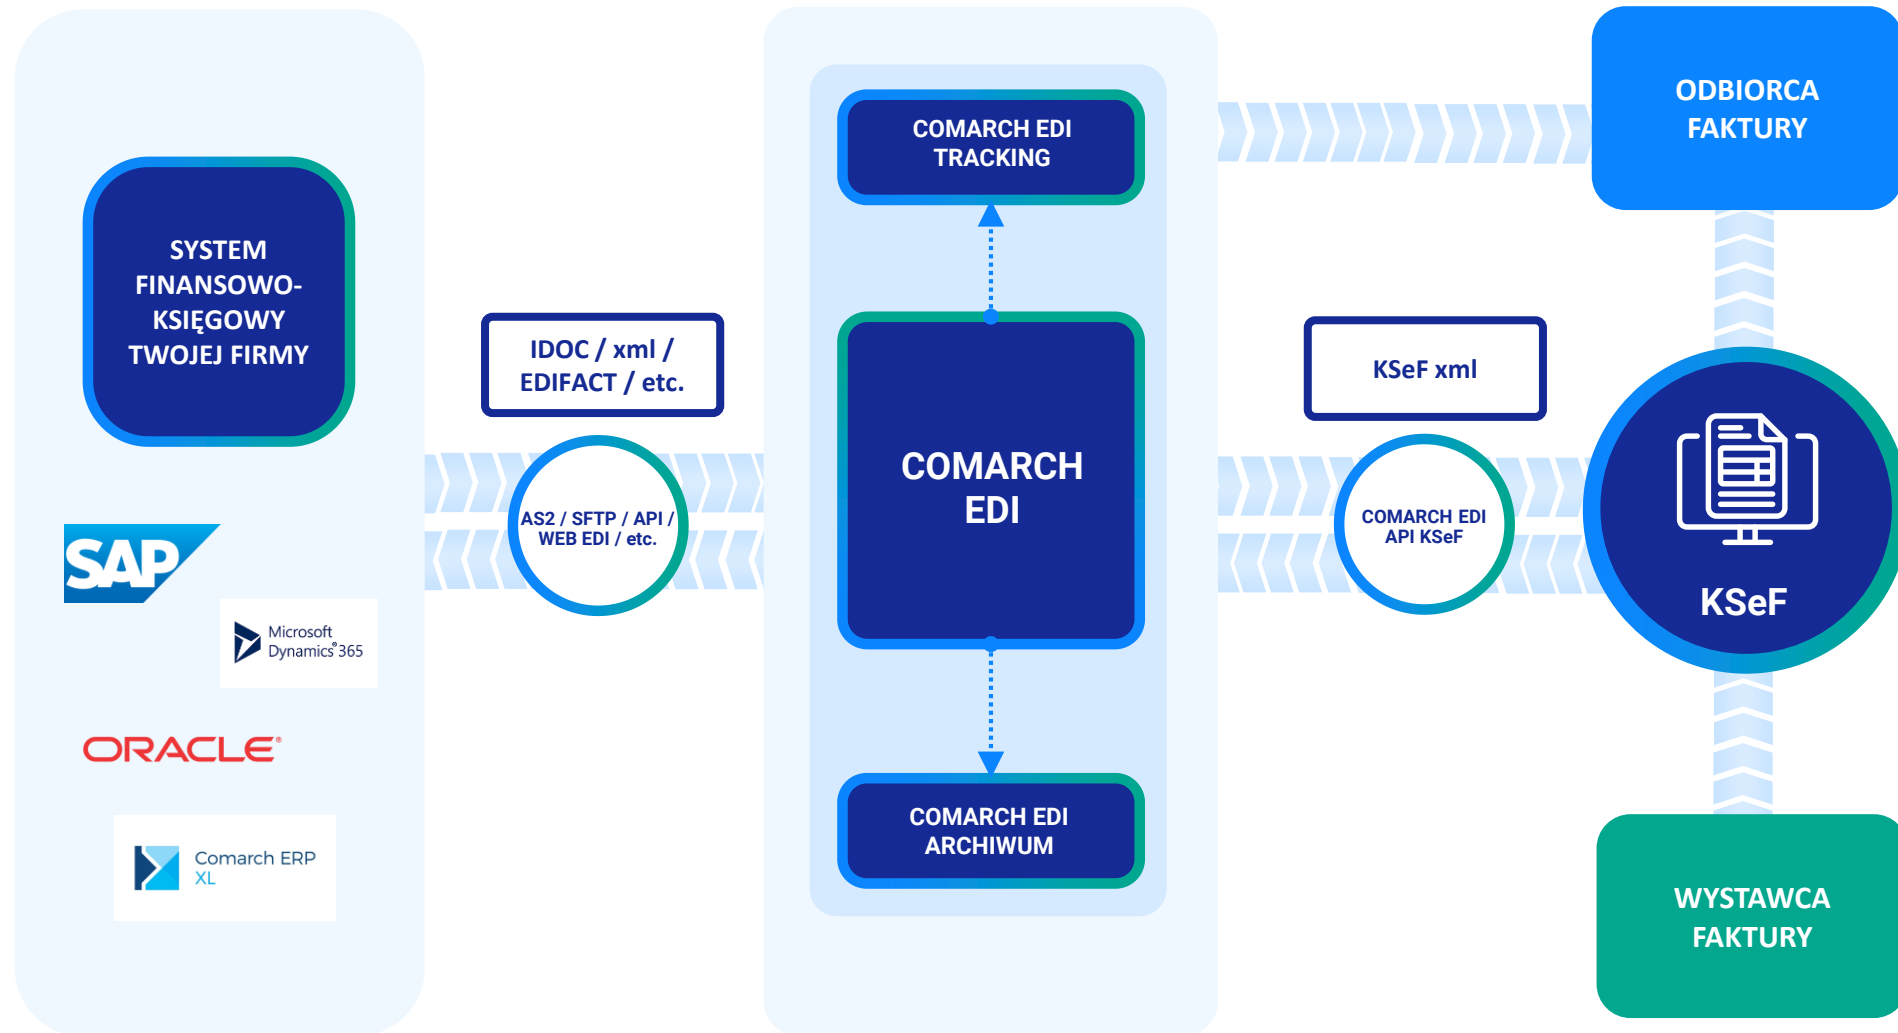 SYSTEM
FINANSOWO-
KSIĘGOWY
TWOJEJ FIRMY
SAP
Microsoft
Dynamics® 365
ORACLE®
Comarch ERP
XL
IDOC / xml /
EDIFACT / etc.
AS2 / SFTP / API /
WEB EDI / etc.
COMARCH EDI
TRACKING
COMARCH
EDI
COMARCH EDI
ARCHIWUM
KSeF xml
COMARCH EDI
API KSeF
ODBIORCA
FAKTURY
KSeF
WYSTAWCA
FAKTURY